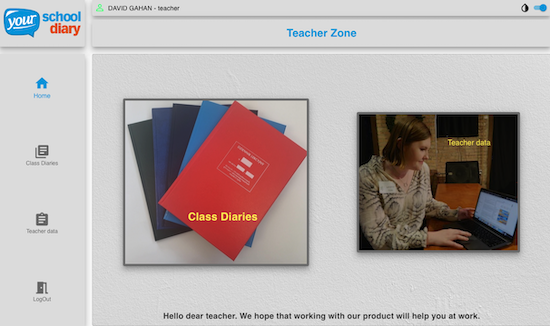 your school diary
DAVID GAHAN - teacher
Teacher Zone
Home
Class Diaries
Teacher data
LogOut
Class Diaries
Teacher data
Hello dear teacher. We hope that working with our product will help you at work.